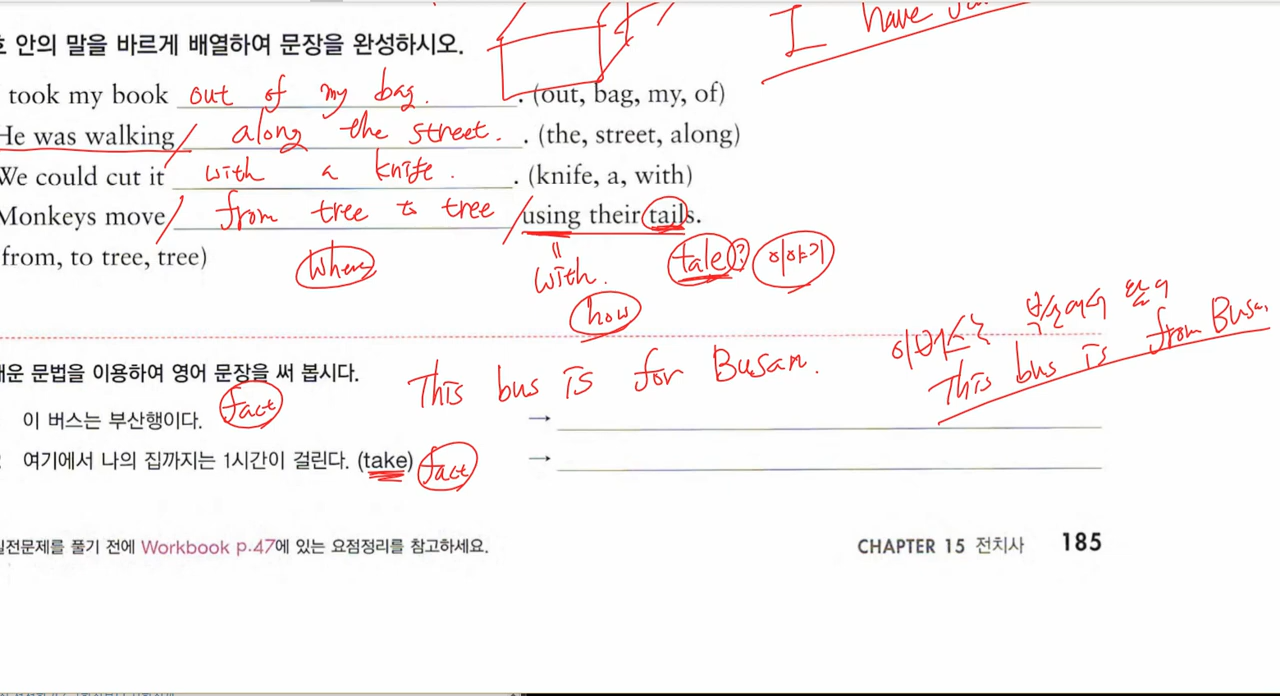 I have
안의 말을 바르게 배열하여 문장을 완성하시오.
took my book out of my bag. . (out, bag, my, of)
He was walking along the street. . (the, street, along)
We could cut it with a knife. . (knife, a, with)
Monkeys move from tree to tree using their tails.
from, to tree, tree)
where
with.
tale? 이야기
how
이버스는 부산에서 왔어
This bus is from Busan
문법을 이용하여 영어 문장을 써 봅시다.
This bus is for Busan.
fact
이 버스는 부산행이다. →
여기에서 나의 집까지는 1시간이 걸린다. (take) fact →
실전문제를 풀기 전에 Workbook p.47에 있는 요점정리를 참고하세요.
CHAPTER 15 전치사 185